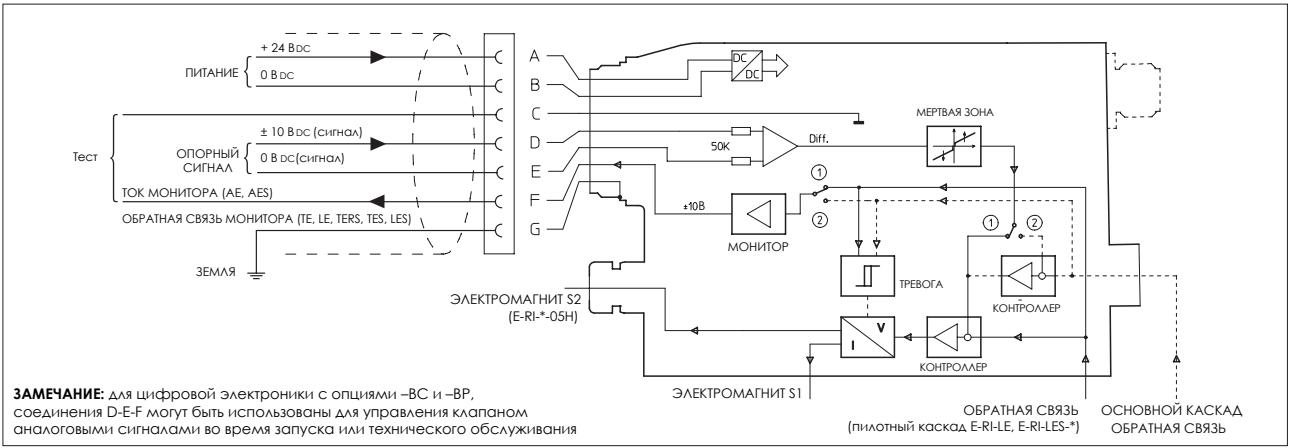 + 24 В DC
ПИТАНИЕ
0 В DC
Тест
± 10 В DC (сигнал)
ОПОРНЫЙ
СИГНАЛ
0 В DC (сигнал)
ТОК МОНИТОРА (AE, AES)
ОБРАТНАЯ СВЯЗЬ МОНИТОРА (TE, LE, TERS, TES, LES)
ЗЕМЛЯ
A
B
C
D
E
F
G
DC
DC
50K
Diff.
МЕРТВАЯ ЗОНА
1
2
±10В
МОНИТОР
1
2
ТРЕВОГА
КОНТРОЛЛЕР
ЭЛЕКТРОМАГНИТ S2
(E-RI-*-05H)
V
I
КОНТРОЛЛЕР
ЭЛЕКТРОМАГНИТ S1
ОБРАТНАЯ СВЯЗЬ
(пилотный каскад E-RI-LE, E-RI-LES-*)
ОСНОВНОЙ КАСКАД
ОБРАТНАЯ СВЯЗЬ
ЗАМЕЧАНИЕ: для цифровой электроники с опциями –BC и –BP,
соединения D-E-F могут быть использованы для управления клапаном
аналоговыми сигналами во время запуска или технического обслуживания